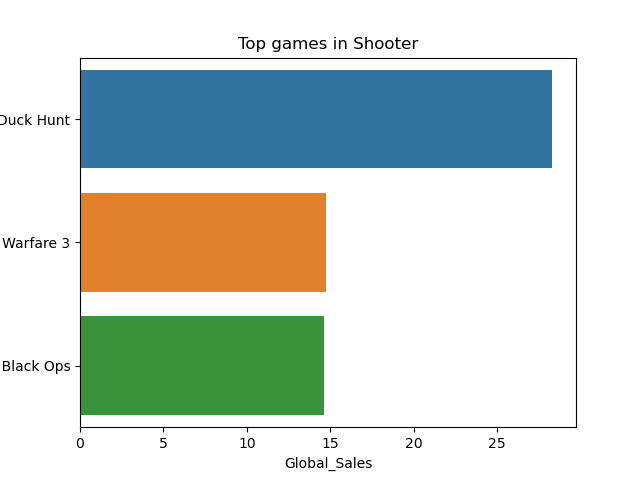 Top games in Shooter
Duck Hunt
Warfare 3
Black Ops
0 5 10 15 20 25
Global_Sales